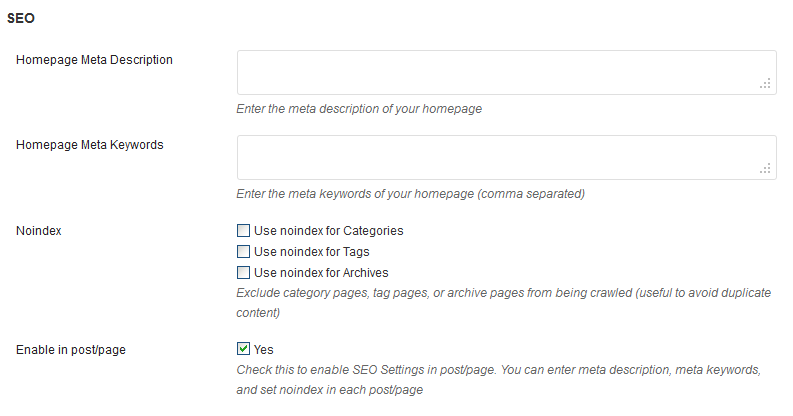 SEO
Homepage Meta Description
Enter the meta description of your homepage
Homepage Meta Keywords
Enter the meta keywords of your homepage (comma separated)
Noindex
Use noindex for Categories
Use noindex for Tags
Use noindex for Archives
Exclude category pages, tag pages, or archive pages from being crawled (useful to avoid duplicate
content)
Enable in post/page
Yes
Check this to enable SEO Settings in post/page. You can enter meta description, meta keywords,
and set noindex in each post/page